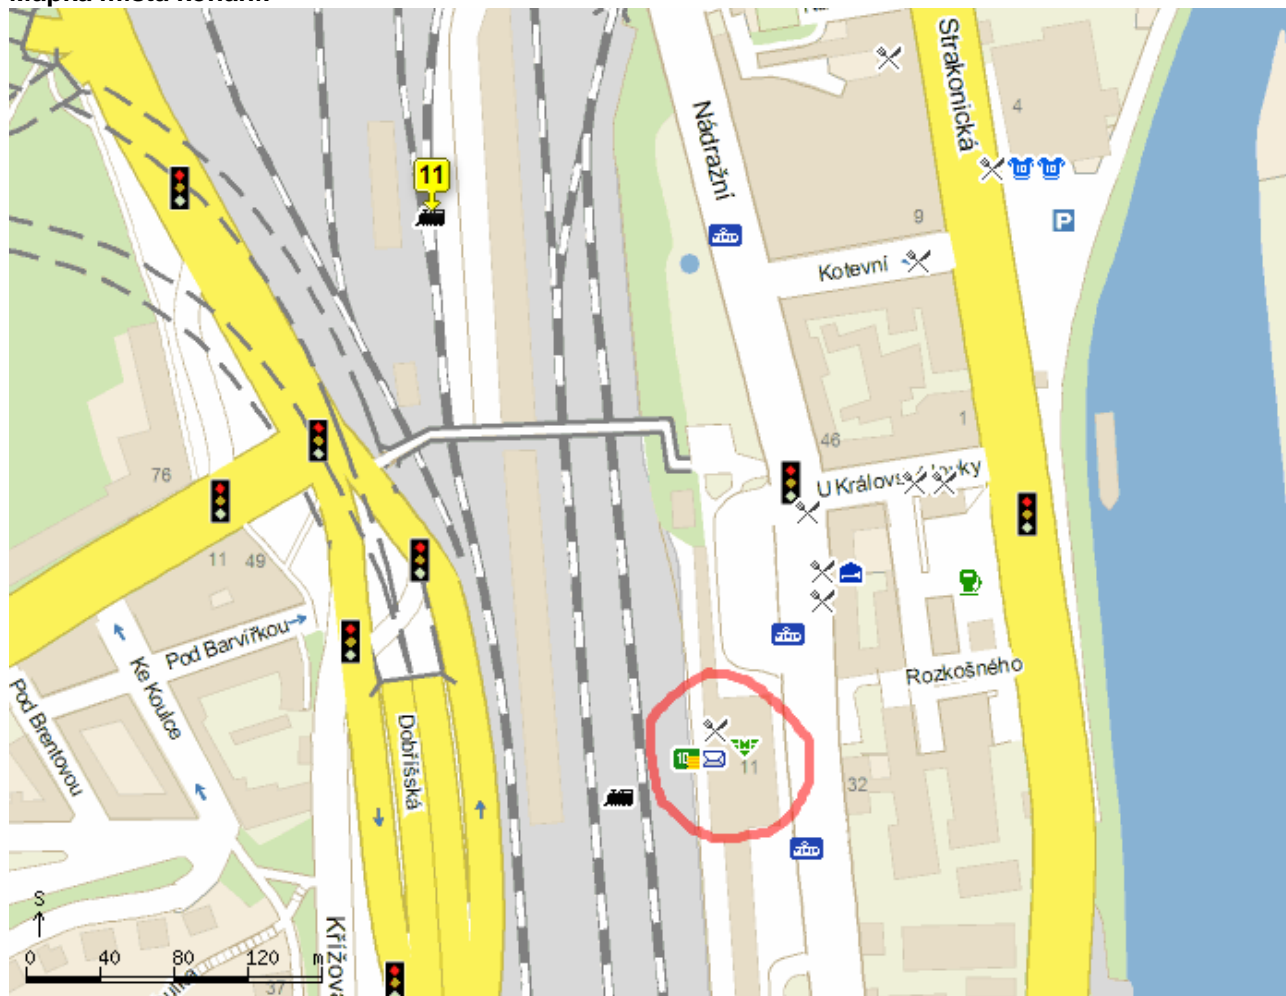 Strakonická
4
Nádražní
11
9
Kotevní
1
46
76
U Králov
11
49
Pod Barvířkou
Ke Koulce
Pod Brentovou
Rozkošného
Dobříšská
11
32
S
Křížova
0 40 80 120 m
37